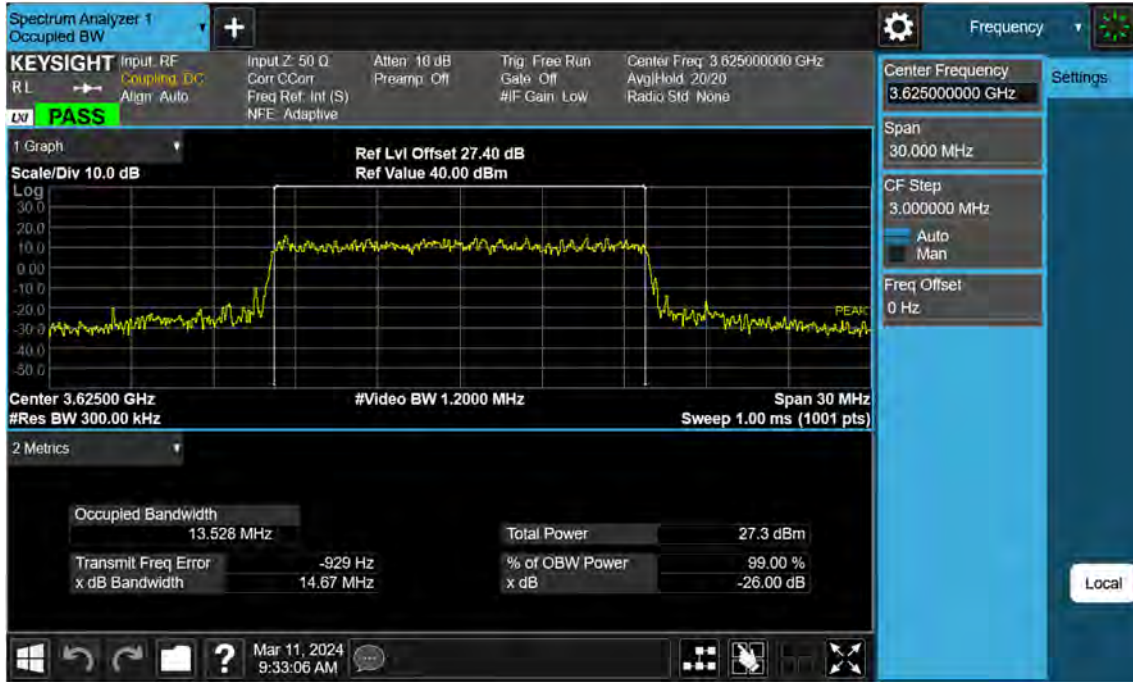 Spectrum Analyzer 1
Occupied BW
+
Frequency
KEYSIGHT
RL
LXI
PASS
Input: RF
Coupling: DC
Align: Auto
Input Z: 50 Ω
Corr CCorr
Freq Ref: Int (S)
NFE: Adaptive
Atten: 10 dB
Preamp: Off
Trig: Free Run
Gate: Off
#IF Gain: Low
Center Freq: 3.625000000 GHz
Avg|Hold: 20/20
Radio Std: None
Center Frequency
3.625000000 GHz
Settings
Span
30.000 MHz
CF Step
3.000000 MHz
Auto
Man
Freq Offset
0 Hz
Local
1 Graph
Scale/Div 10.0 dB
Ref Lvl Offset 27.40 dB
Ref Value 40.00 dBm
Log
30.0
20.0
10.0
0.00
-10.0
-20.0
-30.0
-40.0
-50.0
PEAK
Center 3.62500 GHz
#Video BW 1.2000 MHz
Span 30 MHz
#Res BW 300.00 kHz
Sweep 1.00 ms (1001 pts)
2 Metrics
Occupied Bandwidth
13.528 MHz
Total Power 27.3 dBm
Transmit Freq Error -929 Hz
% of OBW Power 99.00 %
x dB Bandwidth 14.67 MHz
x dB -26.00 dB
?
Mar 11, 2024
9:33:06 AM